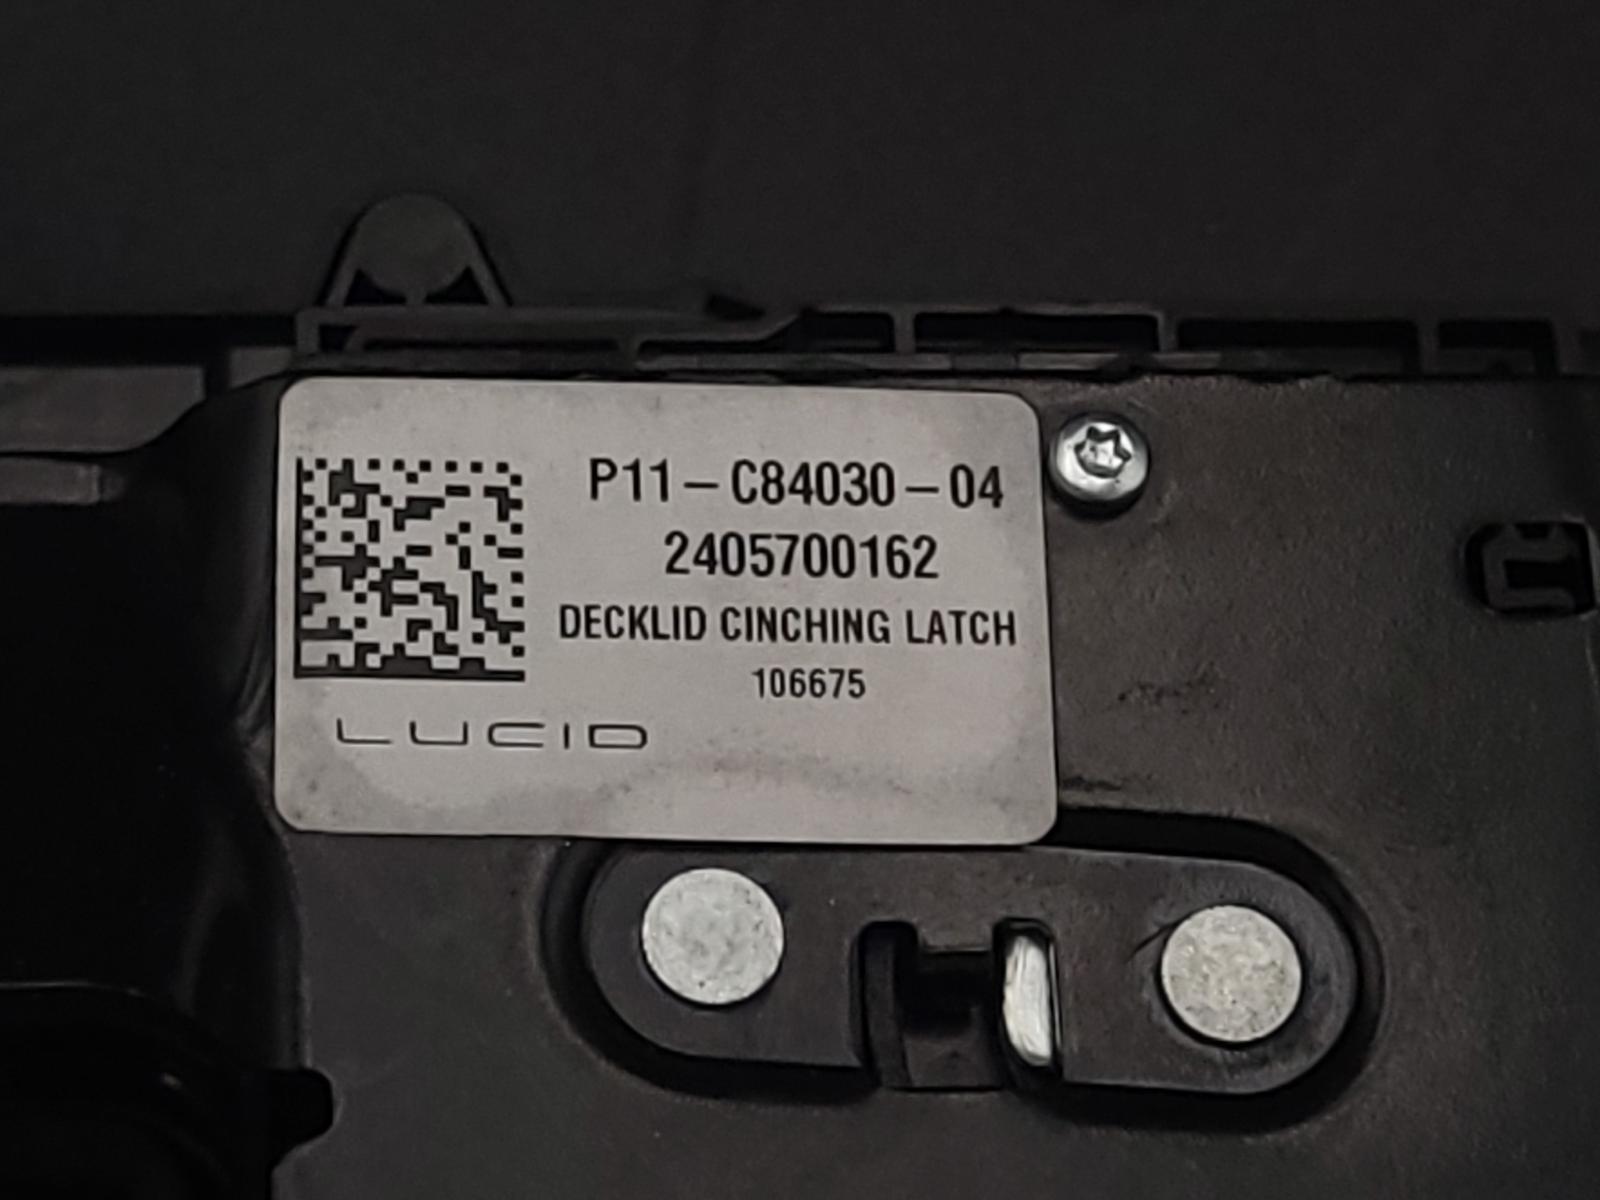 P11-C84030-04
2405700162
DECKLID CINCHING LATCH
106675
LUCID